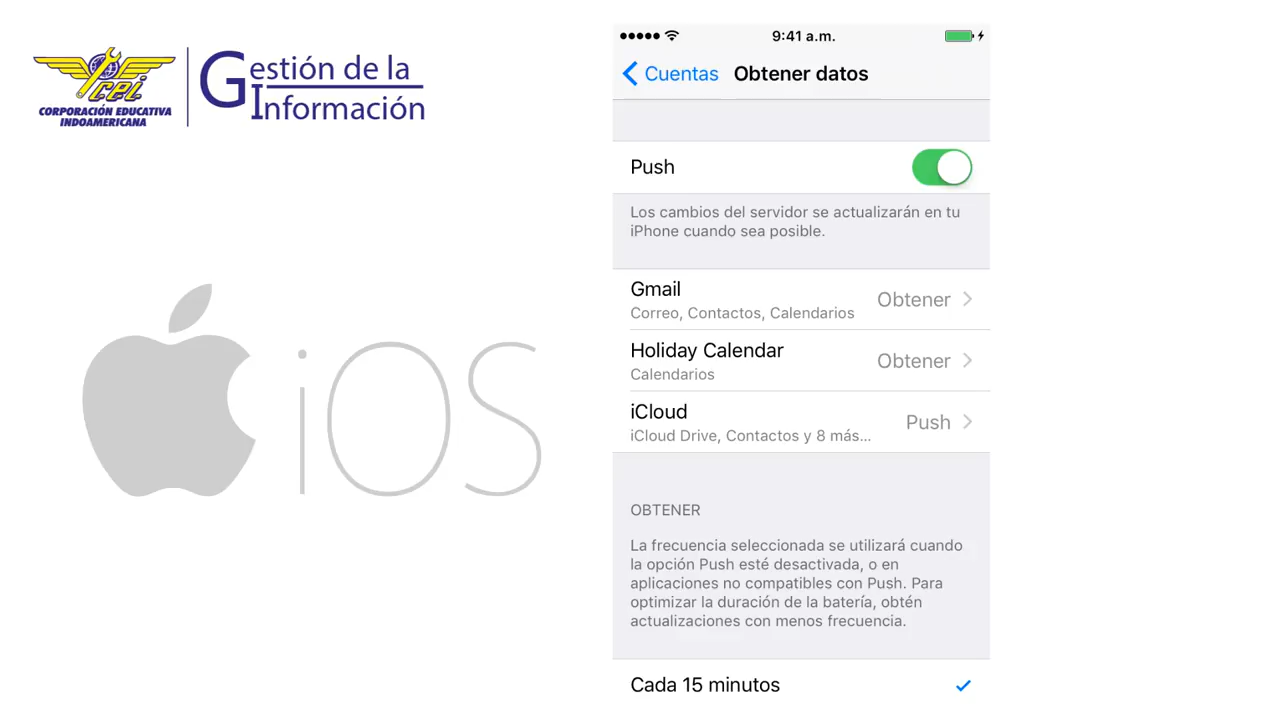 cei
CORPORACIÓN EDUCATIVA
INDOAMERICANA
Gestión de la
Información
iOS
9:41 a.m.
Cuentas
Obtener datos
Push
Los cambios del servidor se actualizarán en tu
iPhone cuando sea posible.
Gmail
Correo, Contactos, Calendarios
Obtener
Holiday Calendar
Calendarios
Obtener
iCloud
iCloud Drive, Contactos y 8 más...
Push
OBTENER
La frecuencia seleccionada se utilizará cuando
la opción Push esté desactivada, o en
aplicaciones no compatibles con Push. Para
optimizar la duración de la batería, obtén
actualizaciones con menos frecuencia.
Cada 15 minutos